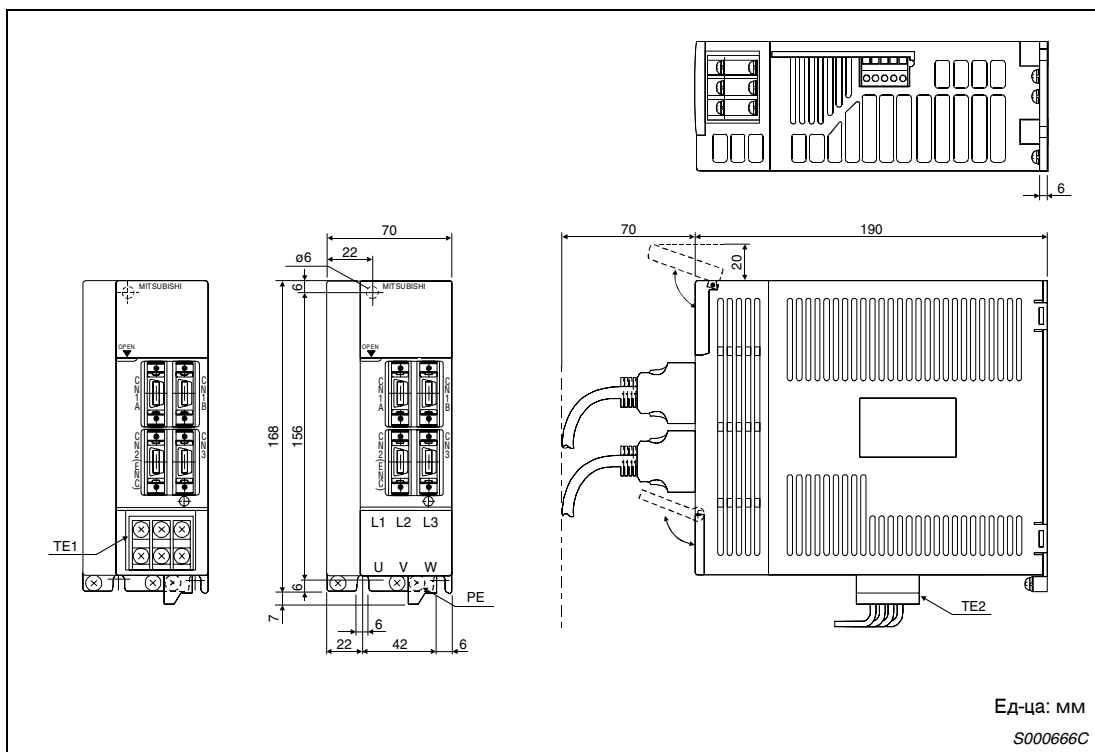 6
70
22
ø6
6
MITSUBISHI
MITSUBISHI
OPEN
OPEN
CN1A
CN1B
CN2(ENC)
CN3
CN1A
CN1B
CN2(ENC)
CN3
168
156
L1 L2 L3
U V W
TE1
PE
6
7
6
22
42
6
70
190
20
TE2
Ед-ца: мм
S000666C